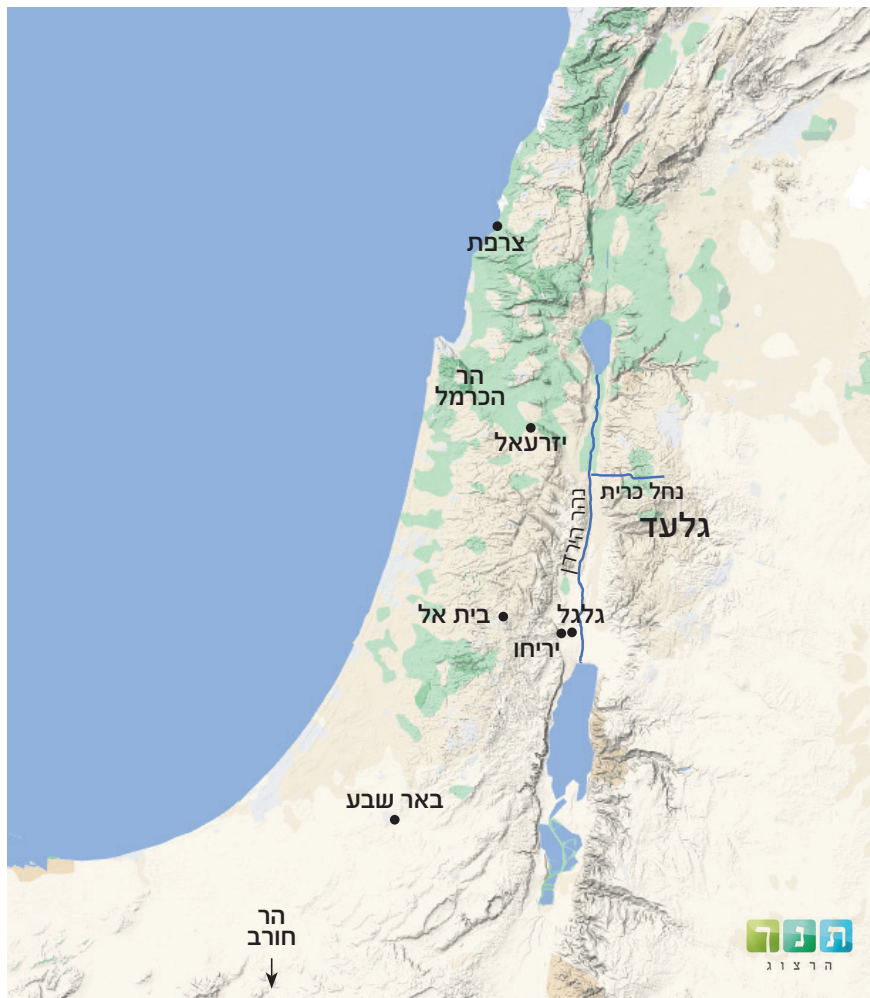 צרפת
הר
הכרמל
יזרעאל
נחל כרית
גלעד
נהר הירדן
גלגל
בית אל
יריחו
באר שבע
הר
חורב
תנך
הרצוג